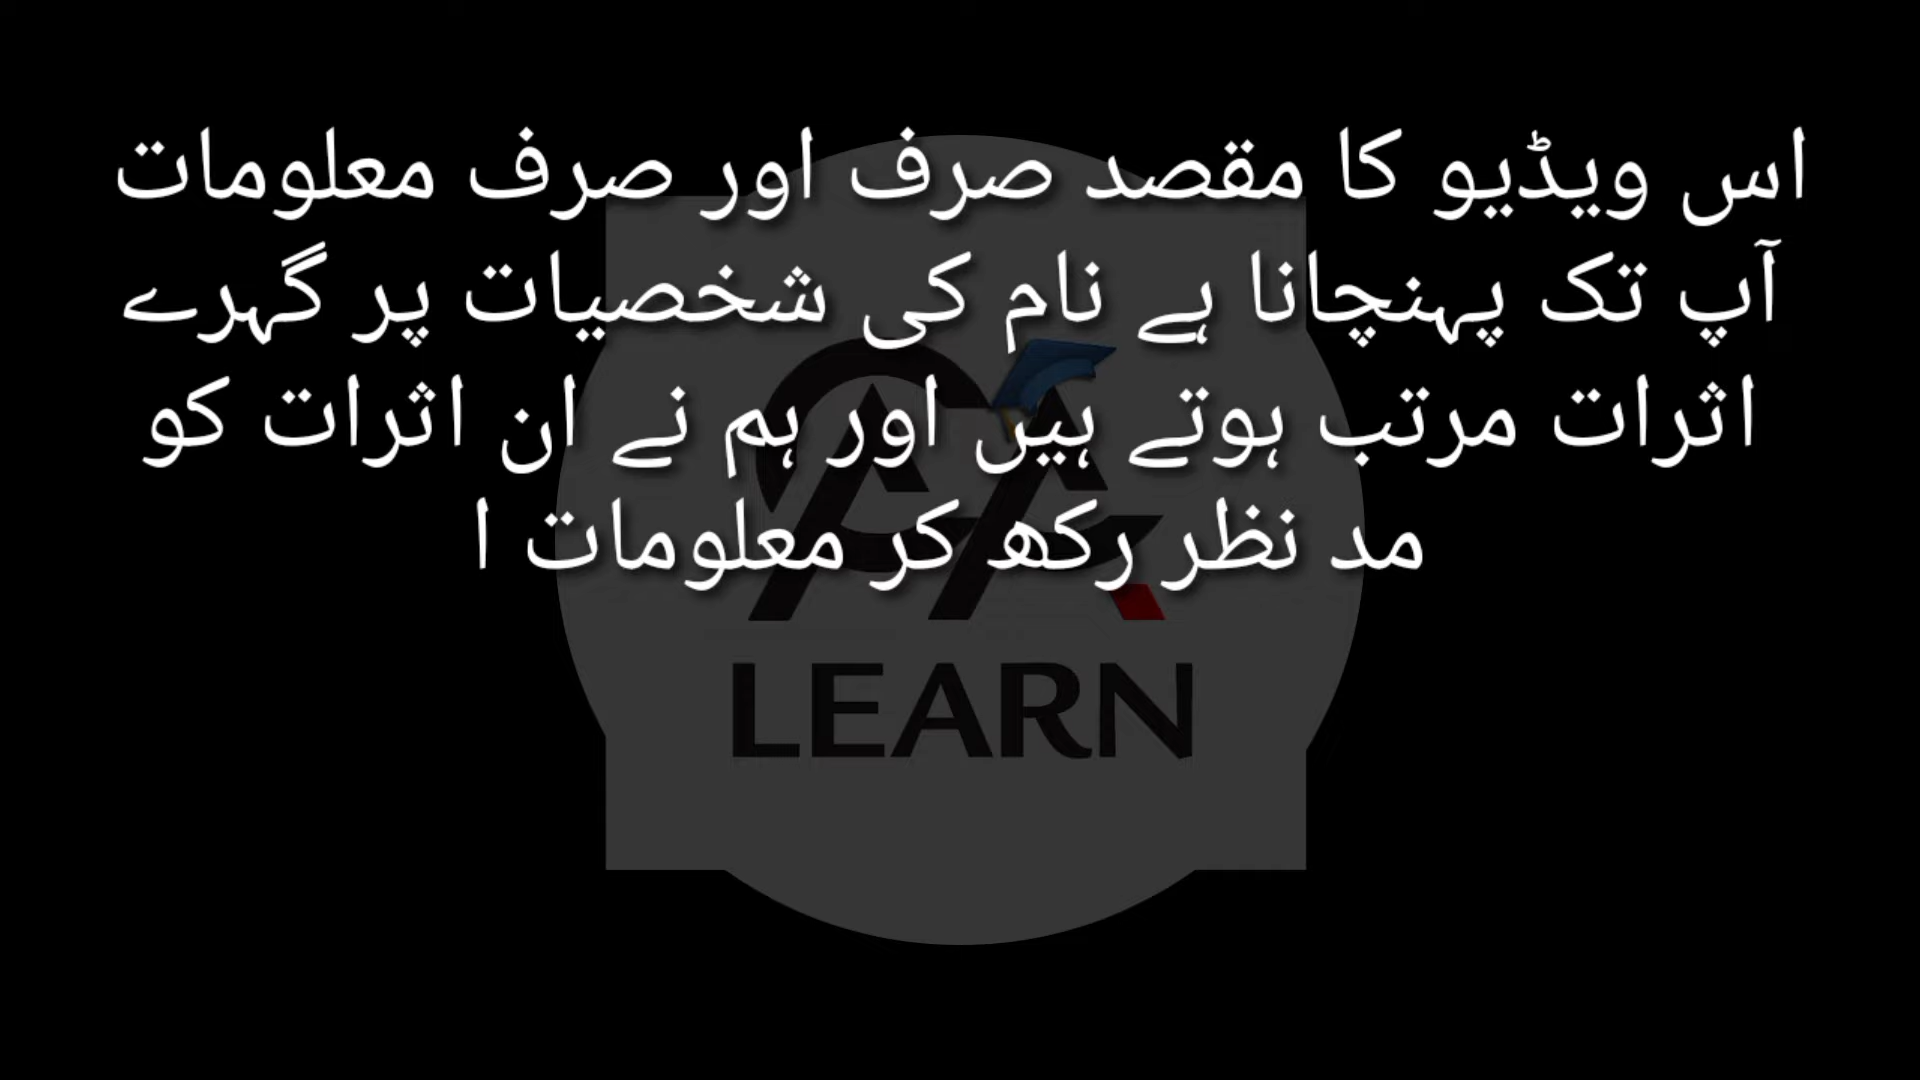 اس ویڈیو کا مقصد صرف اور صرف معلومات
آپ تک پہنچانا ہے نام کی شخصیات پر گہرے
اثرات مرتب ہوتے ہیں اور ہم نے ان اثرات کو
مد نظر رکھ کر معلومات ا
LEARN